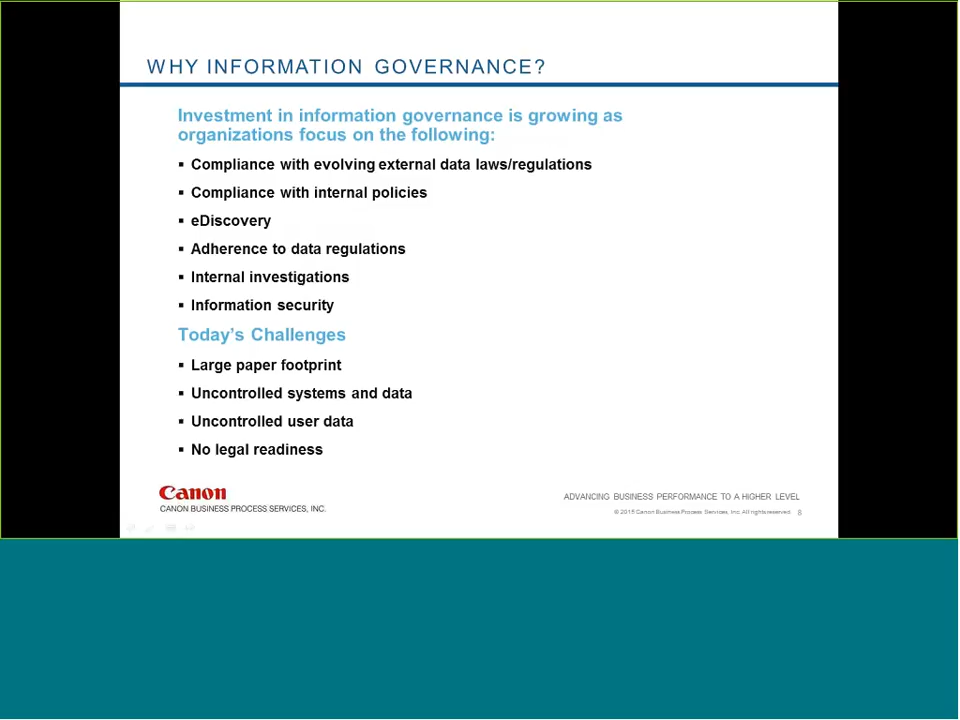 WHY INFORMATION GOVERNANCE?
Investment in information governance is growing as
organizations focus on the following:
▪ Compliance with evolving external data laws/regulations
▪ Compliance with internal policies
▪ eDiscovery
▪ Adherence to data regulations
▪ Internal investigations
▪ Information security
Today's Challenges
▪ Large paper footprint
▪ Uncontrolled systems and data
▪ Uncontrolled user data
▪ No legal readiness
Canon
CANON BUSINESS PROCESS SERVICES, INC.
ADVANCING BUSINESS PERFORMANCE TO A HIGHER LEVEL
© 2015 Canon Business Process Services, Inc. All rights reserved 8